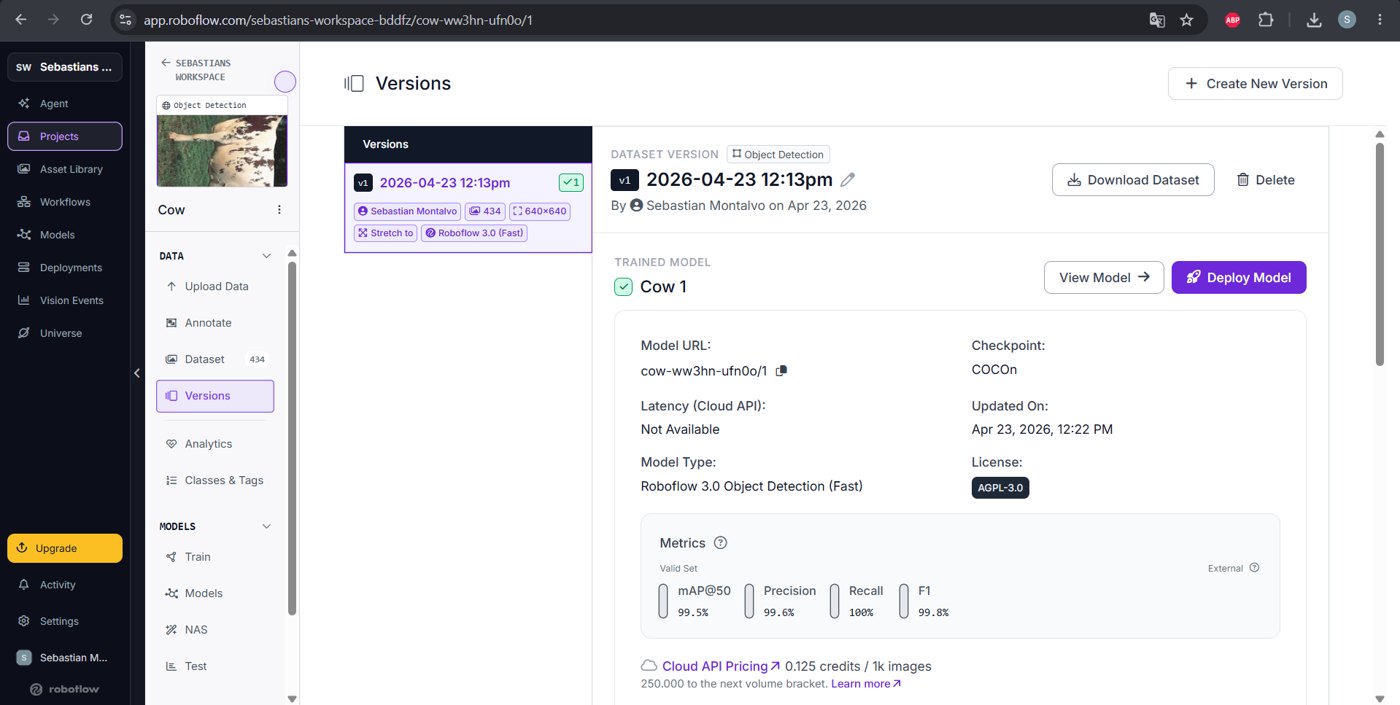 app.roboflow.com/sebastians-workspace-bddfz/cow-ww3hn-ufn0o/1
ABP
S
SW Sebastians ...
Agent
Projects
Asset Library
Workflows
Models
Deployments
Vision Events
Universe
Upgrade
Activity
Settings
S Sebastian M...
roboflow
SEBASTIANS
WORKSPACE
Object Detection
Cow
DATA
Upload Data
Annotate
Dataset 434
Versions
Analytics
Classes & Tags
MODELS
Train
Models
NAS
Test
Versions
Create New Version
Versions
v1 2026-04-23 12:13pm 1
Sebastian Montalvo 434 640×640
Stretch to Roboflow 3.0 (Fast)
DATASET VERSION Object Detection
v1 2026-04-23 12:13pm
By Sebastian Montalvo on Apr 23, 2026
Download Dataset
Delete
TRAINED MODEL
Cow 1
View Model
Deploy Model
Model URL:
cow-ww3hn-ufn0o/1
Checkpoint:
COCOn
Latency (Cloud API):
Not Available
Updated On:
Apr 23, 2026, 12:22 PM
Model Type:
Roboflow 3.0 Object Detection (Fast)
License:
AGPL-3.0
Metrics
Valid Set
External
mAP@50 Precision Recall F1
99.5% 99.6% 100% 99.8%
Cloud API Pricing 0.125 credits / 1k images
250.000 to the next volume bracket. Learn more